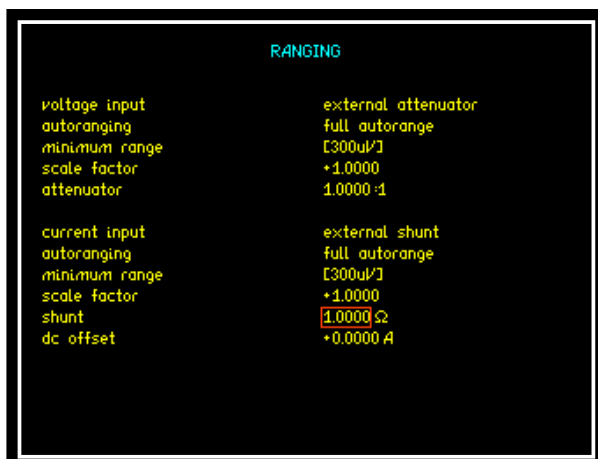 RANGING
voltage input external attenuator
autoranging full autorange
minimum range [300uV]
scale factor +1.0000
attenuator 1.0000:1
current input external shunt
autoranging full autorange
minimum range [300uV]
scale factor +1.0000
shunt 1.0000 Ω
dc offset +0.0000 A